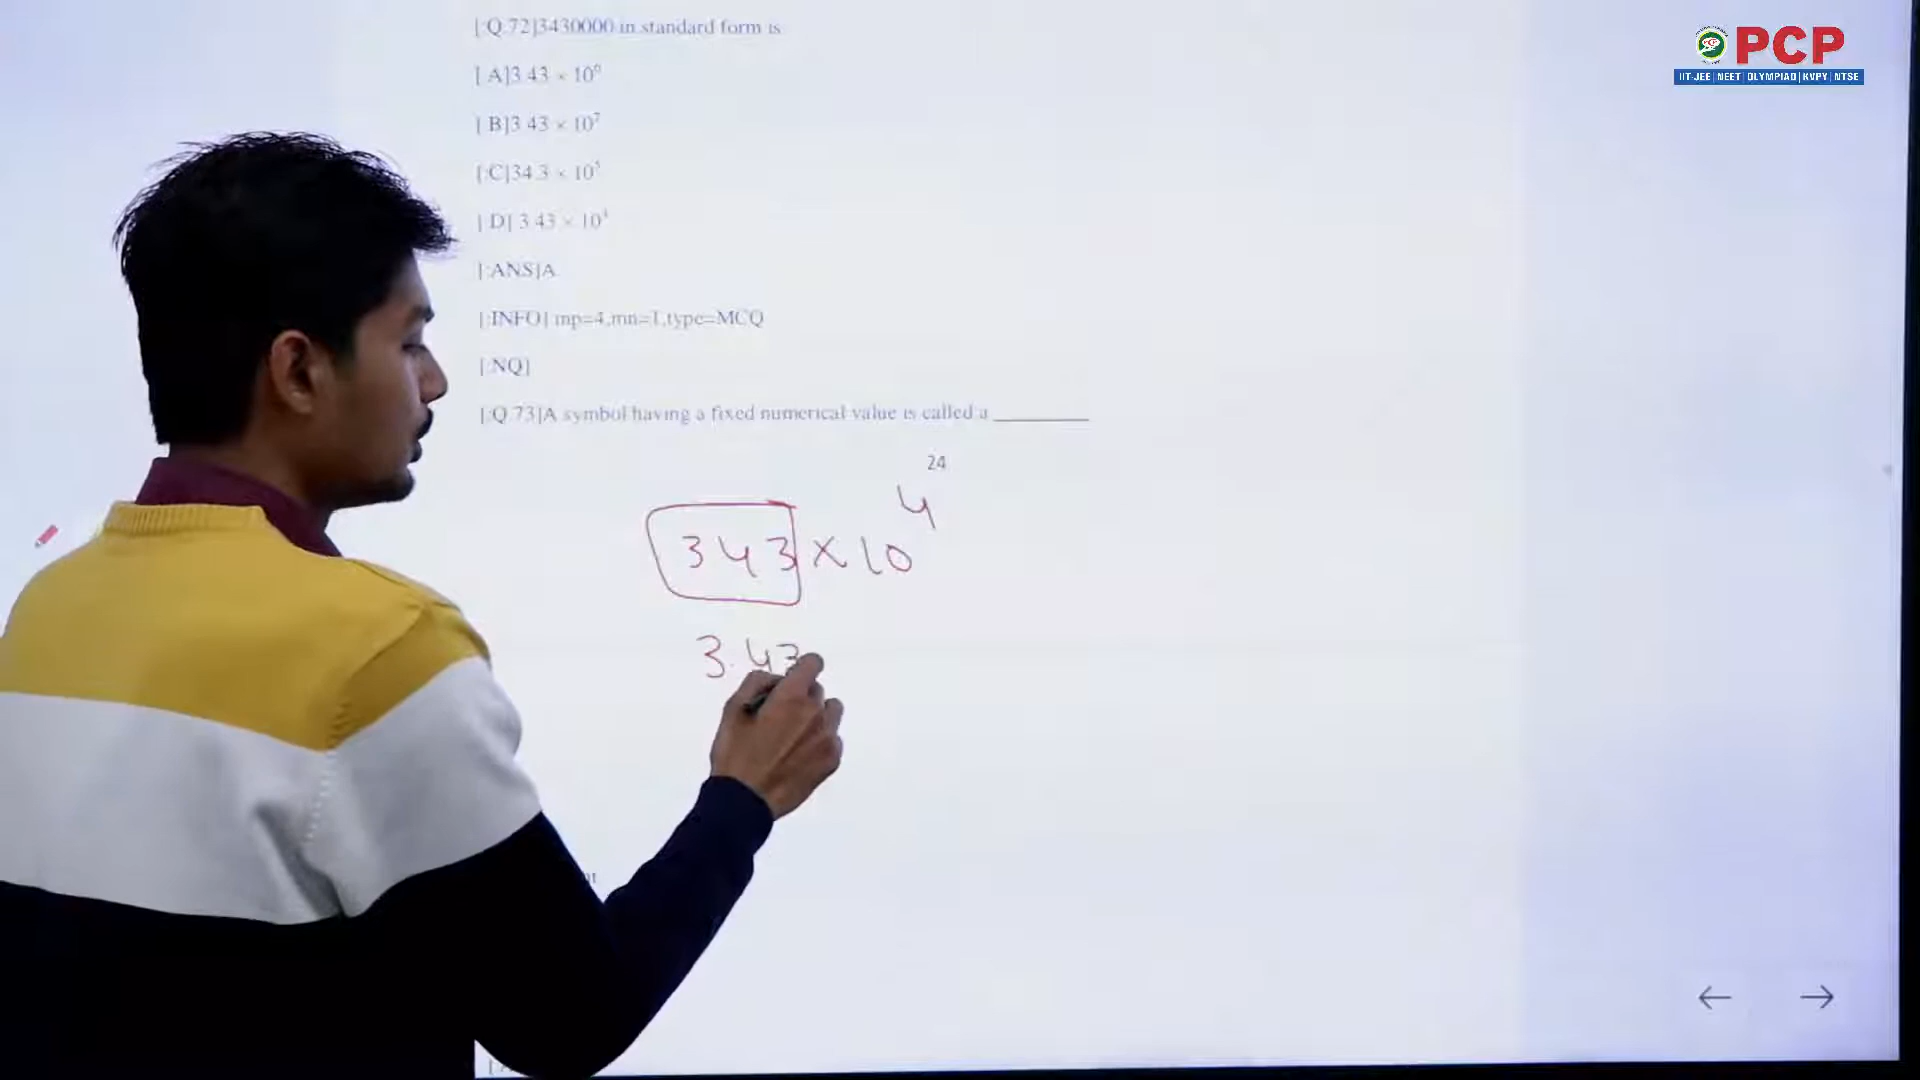 [:Q.72]3430000 in standard form is
PCP
IIT-JEE|NEET|OLYMPIAD|KVPY|NTSE
[:A]3.43 × 10⁶
[:B]3.43 × 10⁷
[:C]34.3 × 10⁵
[:D] 3.43 × 10⁴
[:ANS]A
[:INFO] mp=4,mn=1,type=MCQ
[:NQ]
[:Q.73]A symbol having a fixed numerical value is called a __________
24
343 × 10⁴
3.43